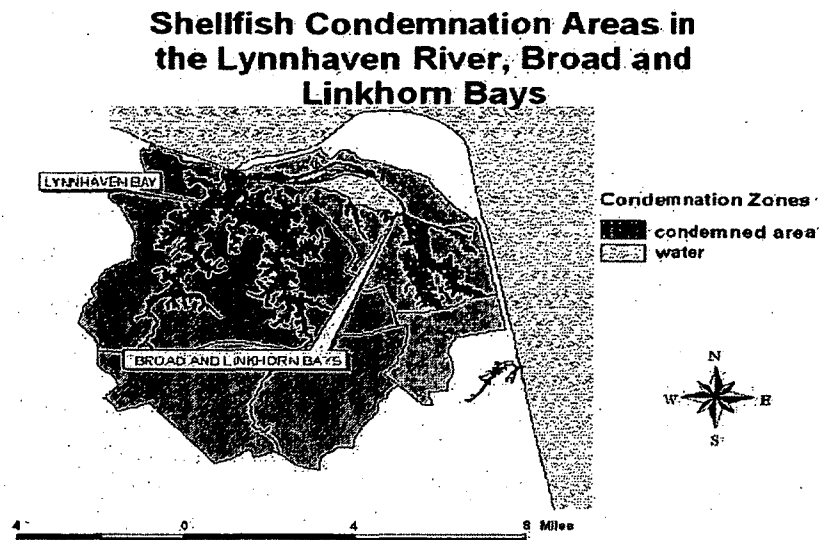 Shellfish Condemnation Areas in
the Lynnhaven River, Broad and
Linkhorn Bays
LYNNHAVEN BAY
Condemnation Zones
condemned area
water
BROAD AND LINKHORN BAYS
N
W E
S
4 0 4 8 Miles